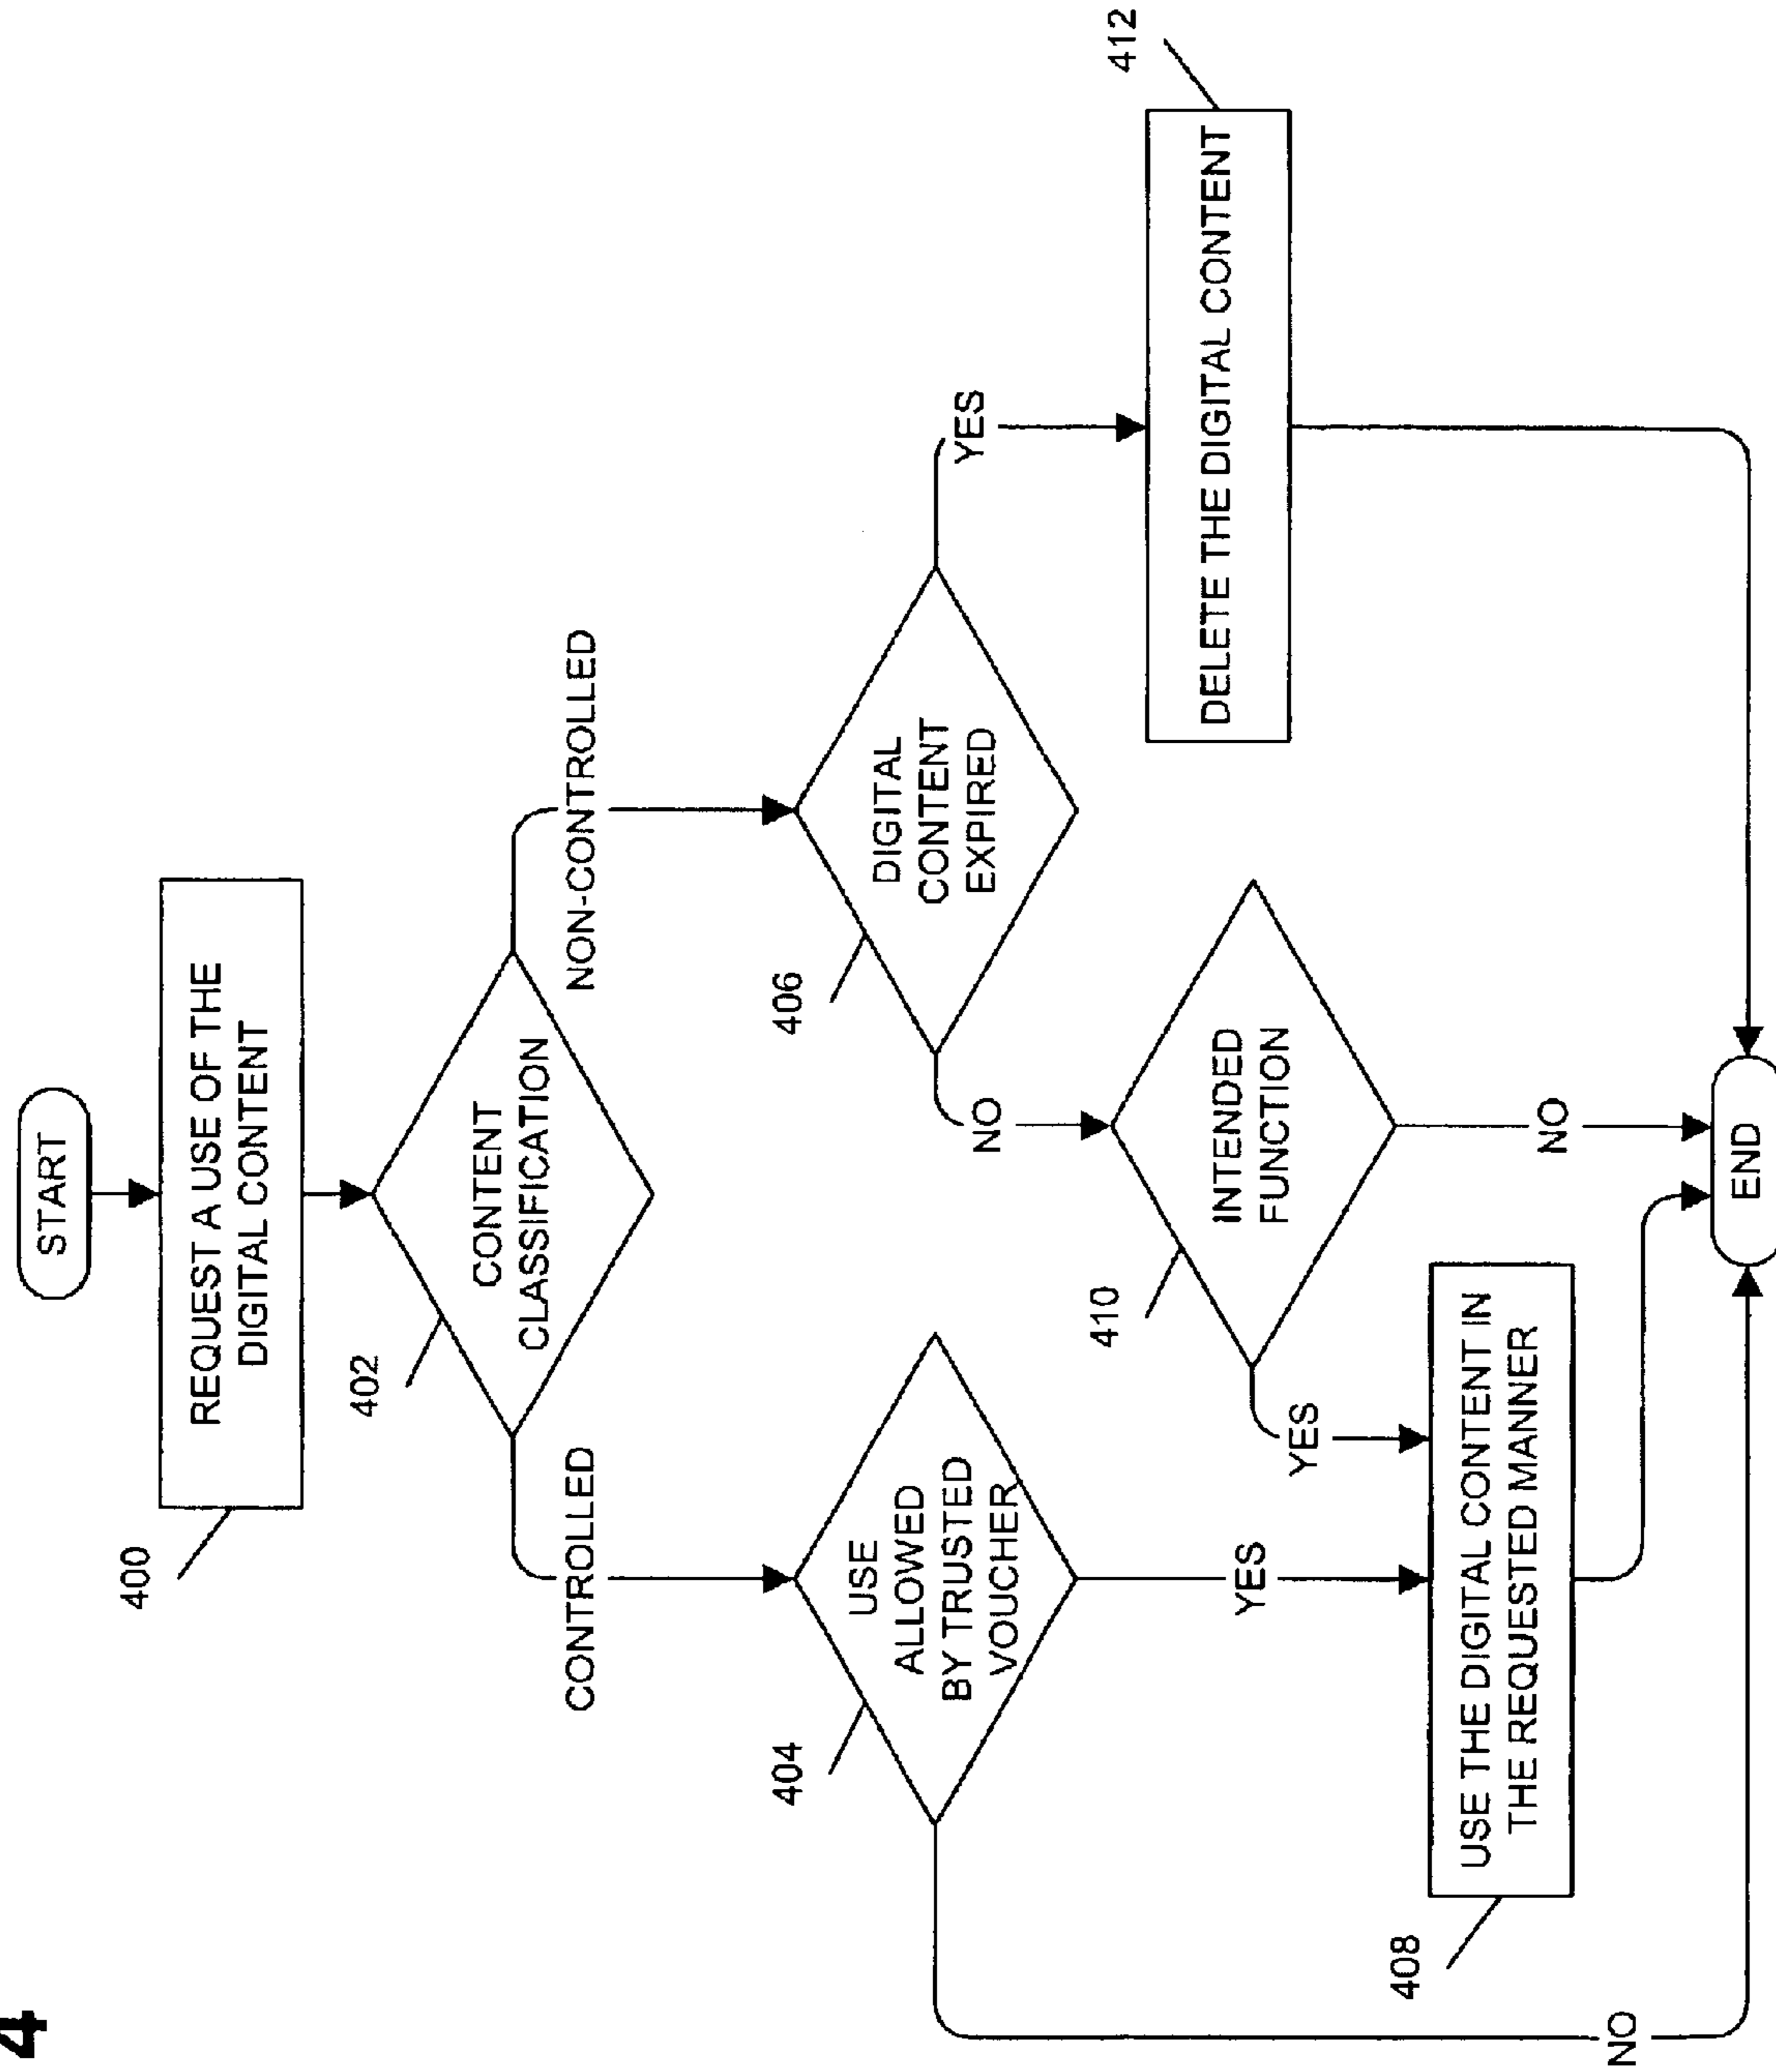 4
START
400
REQUEST A USE OF THE
DIGITAL CONTENT
402
CONTENT
CLASSIFICATION
CONTROLLED
NON-CONTROLLED
404
USE
ALLOWED
BY TRUSTED
VOUCHER
406
DIGITAL
CONTENT
EXPIRED
YES
NO
410
INTENDED
FUNCTION
412
DELETE THE DIGITAL CONTENT
YES
YES
408
USE THE DIGITAL CONTENT IN
THE REQUESTED MANNER
NO
NO
END